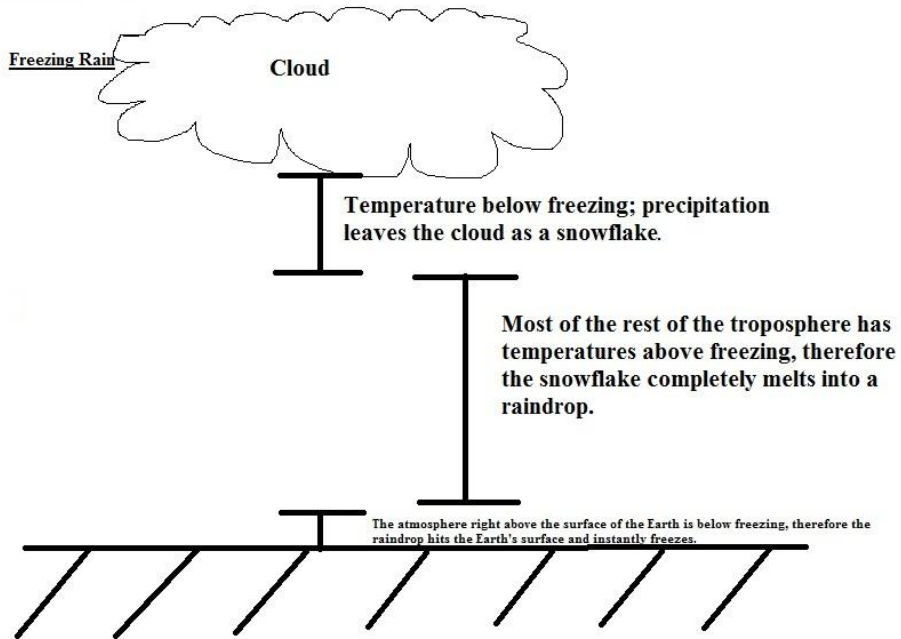 Freezing Rain
Cloud
Temperature below freezing; precipitation
leaves the cloud as a snowflake.
Most of the rest of the troposphere has
temperatures above freezing, therefore
the snowflake completely melts into a
raindrop.
The atmosphere right above the surface of the Earth is below freezing, therefore the
raindrop hits the Earth's surface and instantly freezes.